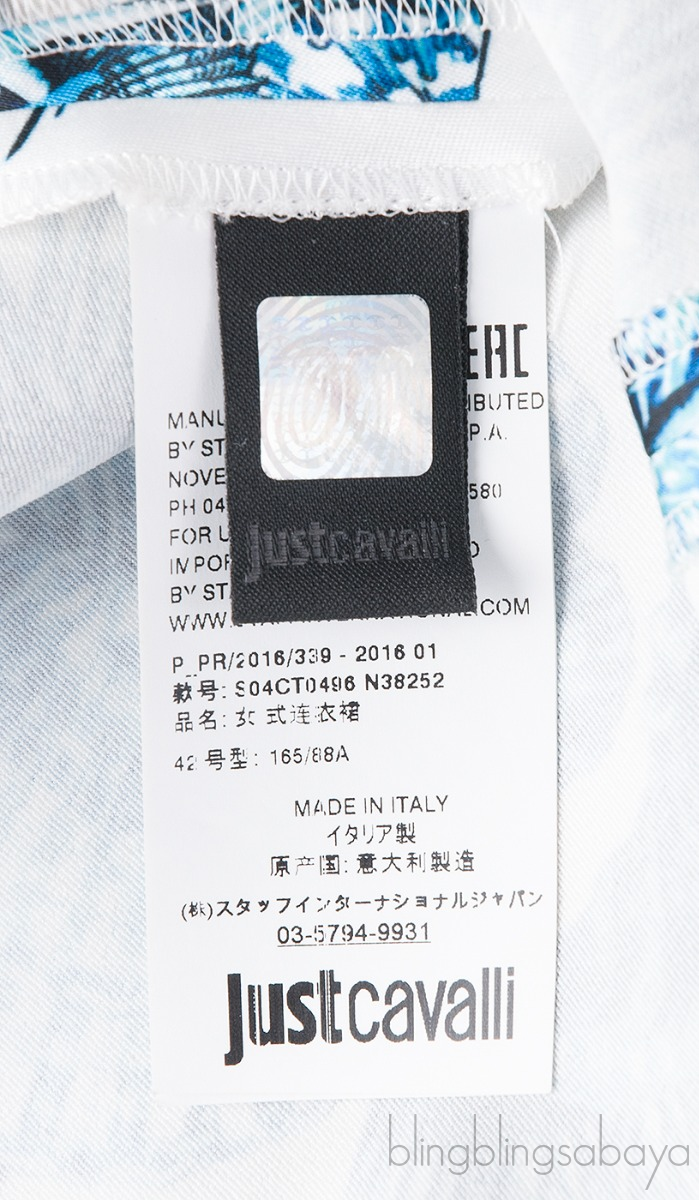 EAC
MANU IBUTED
BY ST P.A.
NOVE 580
PH 04
FOR U
IMPOR
BY ST
WWW. .COM
justcavalli
P_PR/2016/339 - 2016 01
款号: S04CT0496 N38252
品名: 女 式连衣裙
42 号型: 165/88A
MADE IN ITALY
イタリア製
原产国: 意大利製造
(株)スタッフインターナショナルジャパン
03-5794-9931
justcavalli
blingblingsabaya